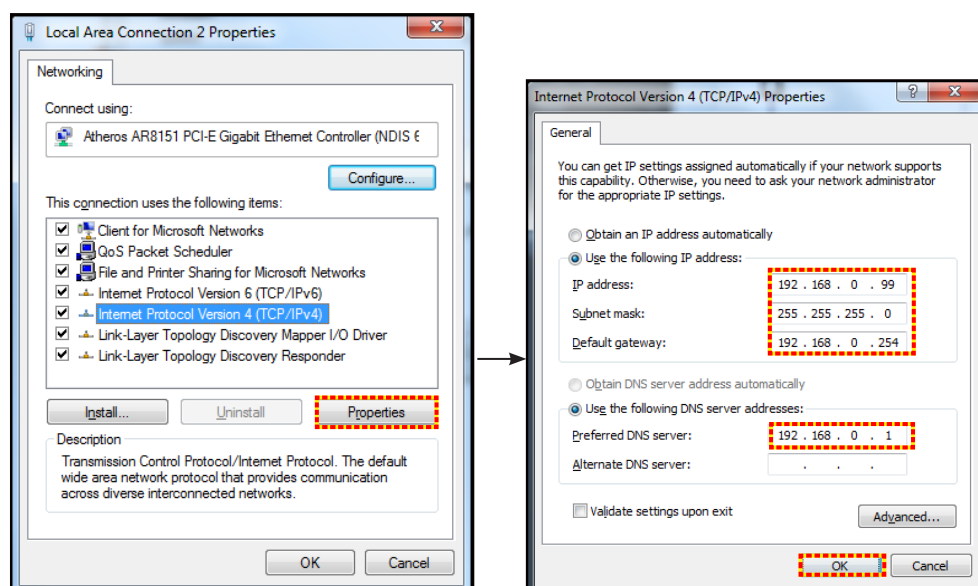 Local Area Connection 2 Properties
Networking
Connect using:
Atheros AR8151 PCI-E Gigabit Ethernet Controller (NDIS 6
Configure...
This connection uses the following items:
Client for Microsoft Networks
QoS Packet Scheduler
File and Printer Sharing for Microsoft Networks
Internet Protocol Version 6 (TCP/IPv6)
Internet Protocol Version 4 (TCP/IPv4)
Link-Layer Topology Discovery Mapper I/O Driver
Link-Layer Topology Discovery Responder
Install...
Uninstall
Properties
Description
Transmission Control Protocol/Internet Protocol. The default
wide area network protocol that provides communication
across diverse interconnected networks.
OK
Cancel
Internet Protocol Version 4 (TCP/IPv4) Properties
General
You can get IP settings assigned automatically if your network supports
this capability. Otherwise, you need to ask your network administrator
for the appropriate IP settings.
Obtain an IP address automatically
Use the following IP address:
IP address: 192 . 168 . 0 . 99
Subnet mask: 255 . 255 . 255 . 0
Default gateway: 192 . 168 . 0 . 254
Obtain DNS server address automatically
Use the following DNS server addresses:
Preferred DNS server: 192 . 168 . 0 . 1
Alternate DNS server: . . .
Validate settings upon exit
Advanced...
OK
Cancel